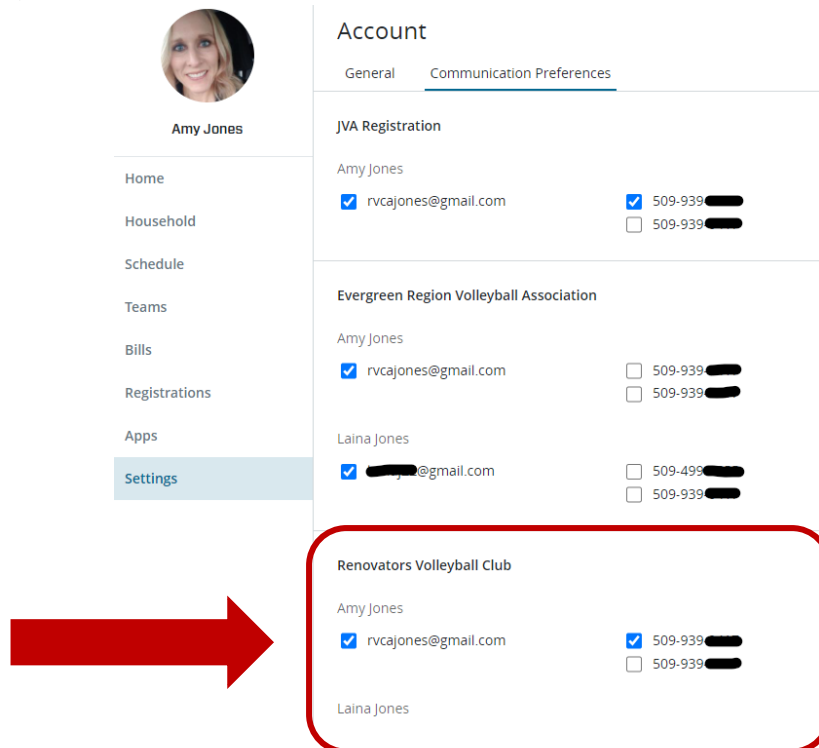 Account
General Communication Preferences
Amy Jones
Home
Household
Schedule
Teams
Bills
Registrations
Apps
Settings
JVA Registration
Amy Jones
rvcajones@gmail.com 509-939
509-939
Evergreen Region Volleyball Association
Amy Jones
rvcajones@gmail.com 509-939
509-939
Laina Jones
@gmail.com 509-499
509-939
Renovators Volleyball Club
Amy Jones
rvcajones@gmail.com 509-939
509-939
Laina Jones